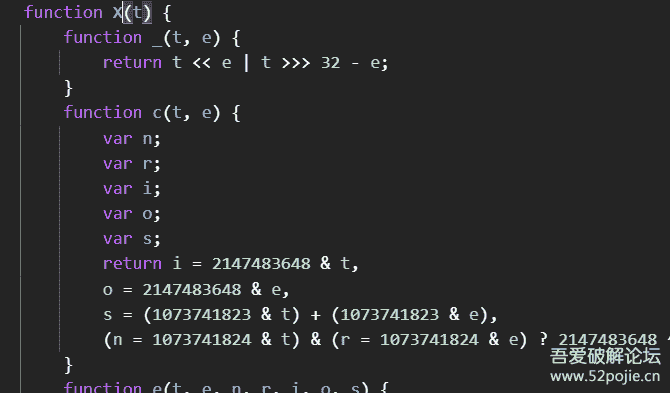 function X(t) {
function _(t, e) {
return t << e | t >>> 32 - e;
}
function c(t, e) {
var n;
var r;
var i;
var o;
var s;
return i = 2147483648 & t,
o = 2147483648 & e,
s = (1073741823 & t) + (1073741823 & e),
(n = 1073741824 & t) & (r = 1073741824 & e) ? 2147483648 ^
}
function e(t, e, n, r, i, o, s) {
吾爱破解论坛
www.52pojie.cn